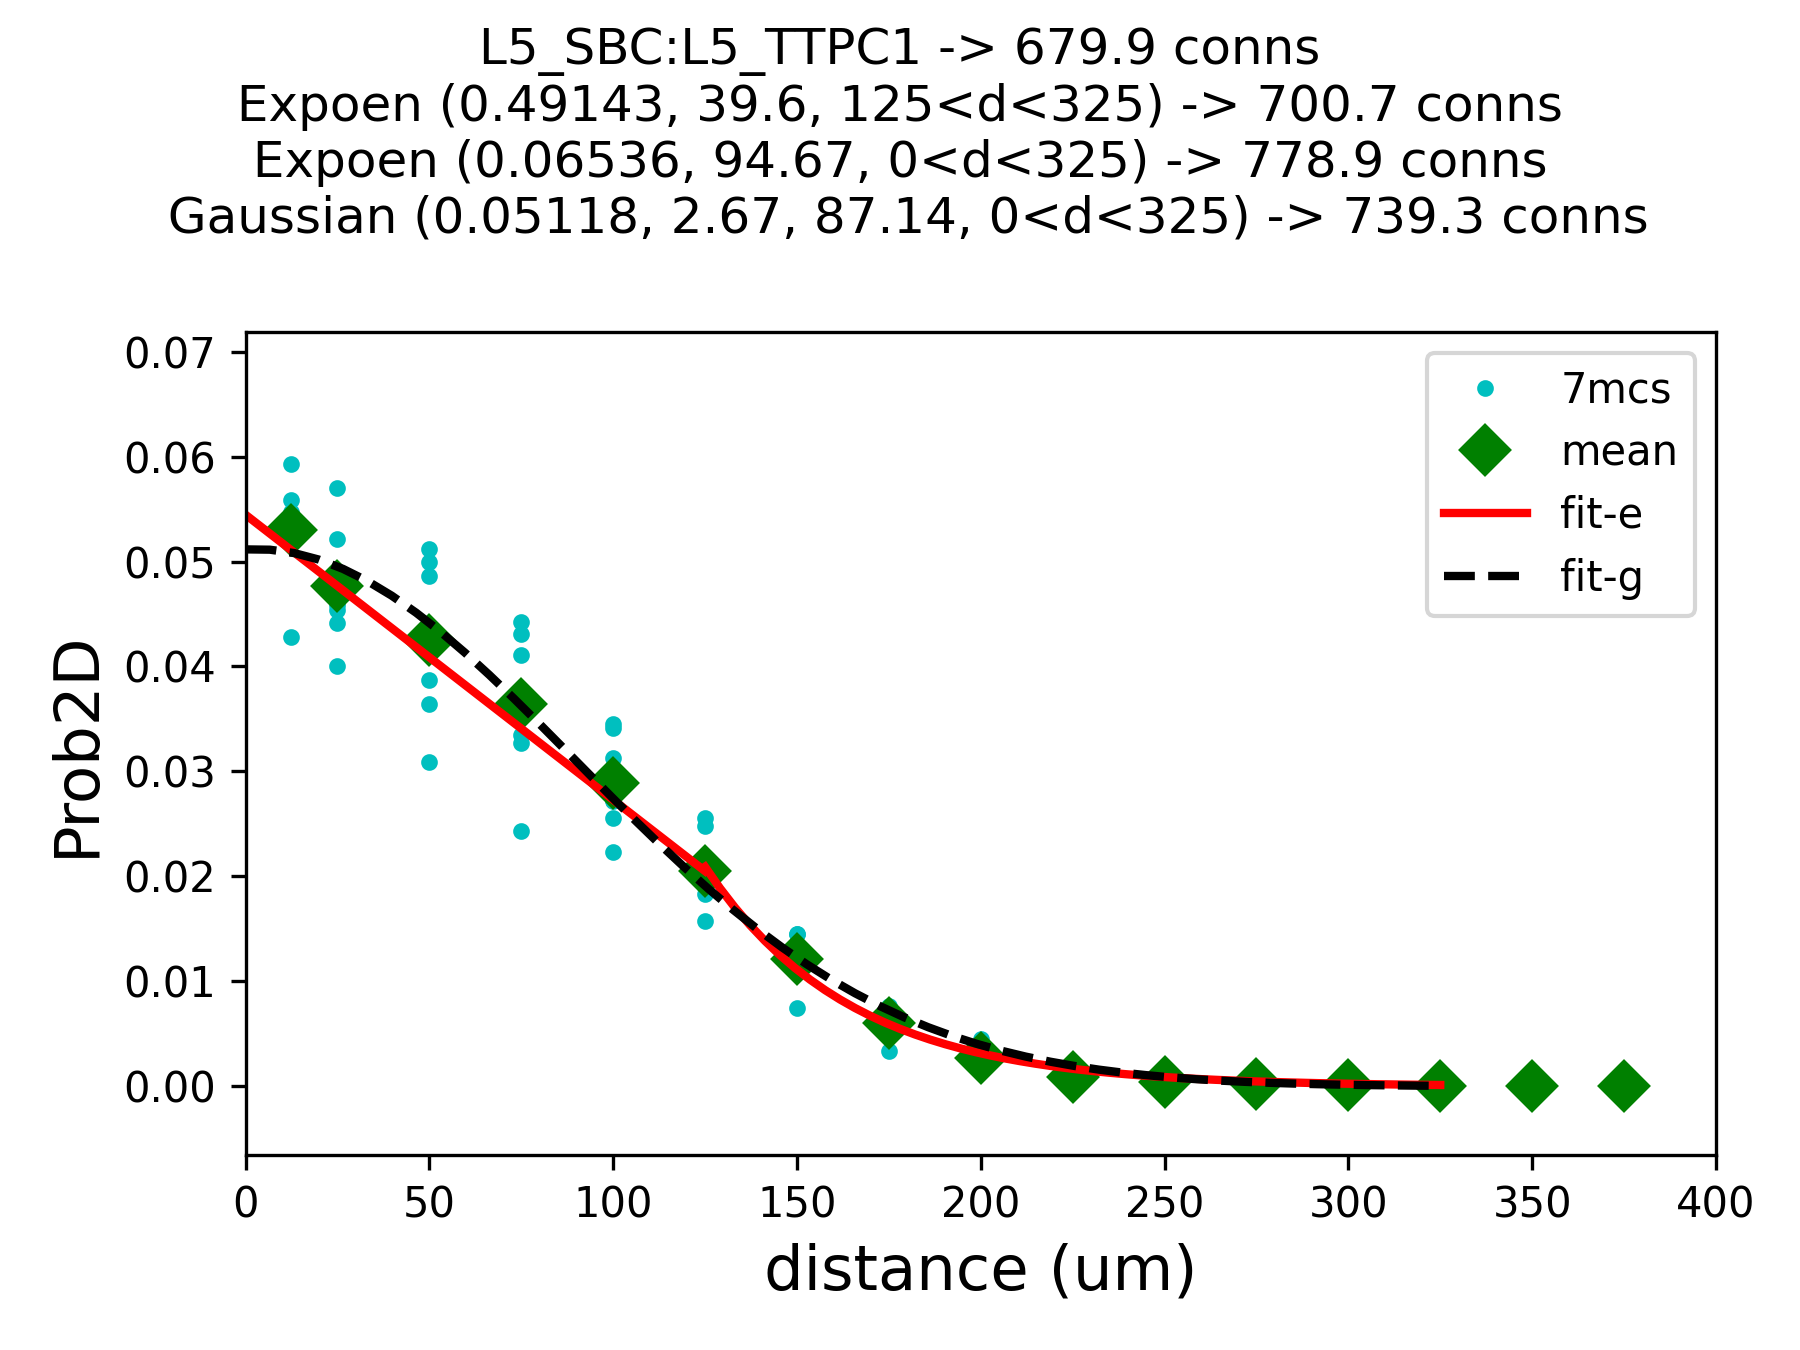 L5_SBC:L5_TTPC1 -> 679.9 conns
Expoen (0.49143, 39.6, 125<d<325) -> 700.7 conns
Expoen (0.06536, 94.67, 0<d<325) -> 778.9 conns
Gaussian (0.05118, 2.67, 87.14, 0<d<325) -> 739.3 conns
0.07
0.06
0.05
0.04
0.03
0.02
0.01
0.00
Prob2D
7mcs
mean
fit-e
fit-g
0 50 100 150 200 250 300 350 400
distance (um)